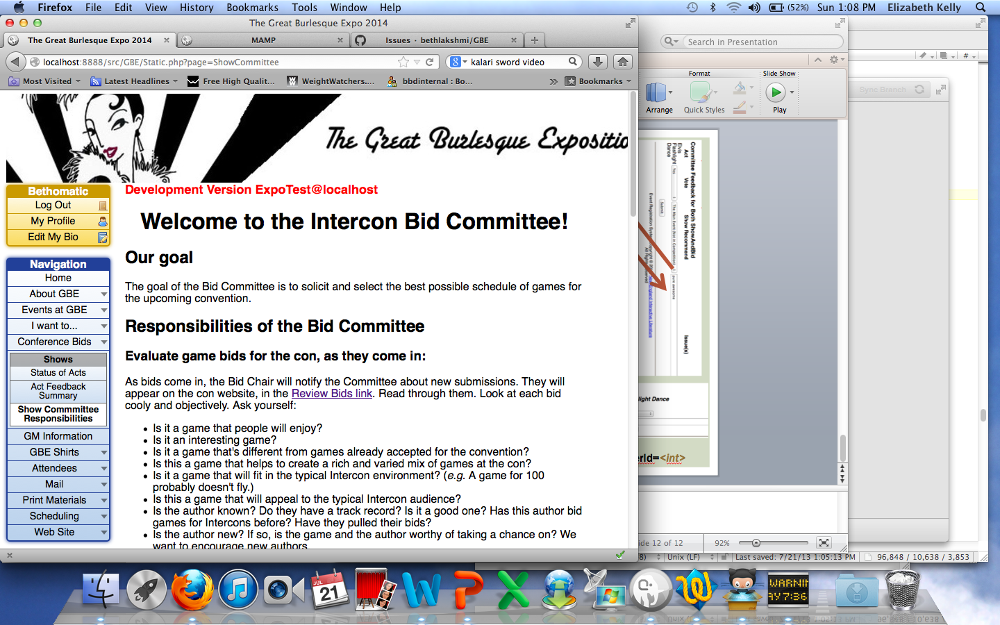 Firefox File Edit View History Bookmarks Tools Window Help (52%) Sun 1:08 PM Elizabeth Kelly
The Great Burlesque Expo 2014
The Great Burlesque Expo 2014 MAMP Issues · bethlakshmi/GBE
localhost:8888/src/GBE/Static.php?page=ShowCommittee kalari sword video
Most Visited Latest Headlines Free High Qualit... WeightWatchers.... bbdinternal : Bo... » Bookmarks
The Great Burlesque Expositio
Bethomatic
Log Out
My Profile
Edit My Bio
Navigation
Home
About GBE
Events at GBE
I want to...
Conference Bids
Shows
Status of Acts
Act Feedback
Summary
Show Commmittee
Responsibilities
GM Information
GBE Shirts
Attendees
Mail
Print Materials
Scheduling
Web Site
Development Version ExpoTest@localhost
Welcome to the Intercon Bid Committee!
Our goal
The goal of the Bid Committee is to solicit and select the best possible schedule of games for
the upcoming convention.
Responsibilities of the Bid Committee
Evaluate game bids for the con, as they come in:
As bids come in, the Bid Chair will notify the Committee about new submissions. They will
appear on the con website, in the Review Bids link. Read through them. Look at each bid
cooly and objectively. Ask yourself:
• Is it a game that people will enjoy?
• Is it an interesting game?
• Is it a game that's different from games already accepted for the convention?
• Is this a game that helps to create a rich and varied mix of games at the con?
• Is it a game that will fit in the typical Intercon environment? (e.g. A game for 100
probably doesn't fly.)
• Is this a game that will appeal to the typical Intercon audience?
• Is the author known? Do they have a track record? Is it a good one? Has this author bid
games for Intercons before? Have they pulled their bids?
• Is the author new? If so, is the game and the author worthy of taking a chance on? We
want to encourage new authors
Search in Presentation
Format Slide Show
Arrange Quick Styles Play
Sync Branch
Committee Feedback for Both ShowAndBid
Act Vote Show Recommend Issue(s)
Elvis
Flashlight
Dance
Yes
The Main Event (Not in Competition)
pure awesome
Submit
light Dance
rId=<int>
ide 12 of 12 92%
8) Unix (LF) Last saved: 7/21/13 1:05:13 PM 96,848 / 10,638 / 3,853
JUL
21
WARNIN
AY 7:36